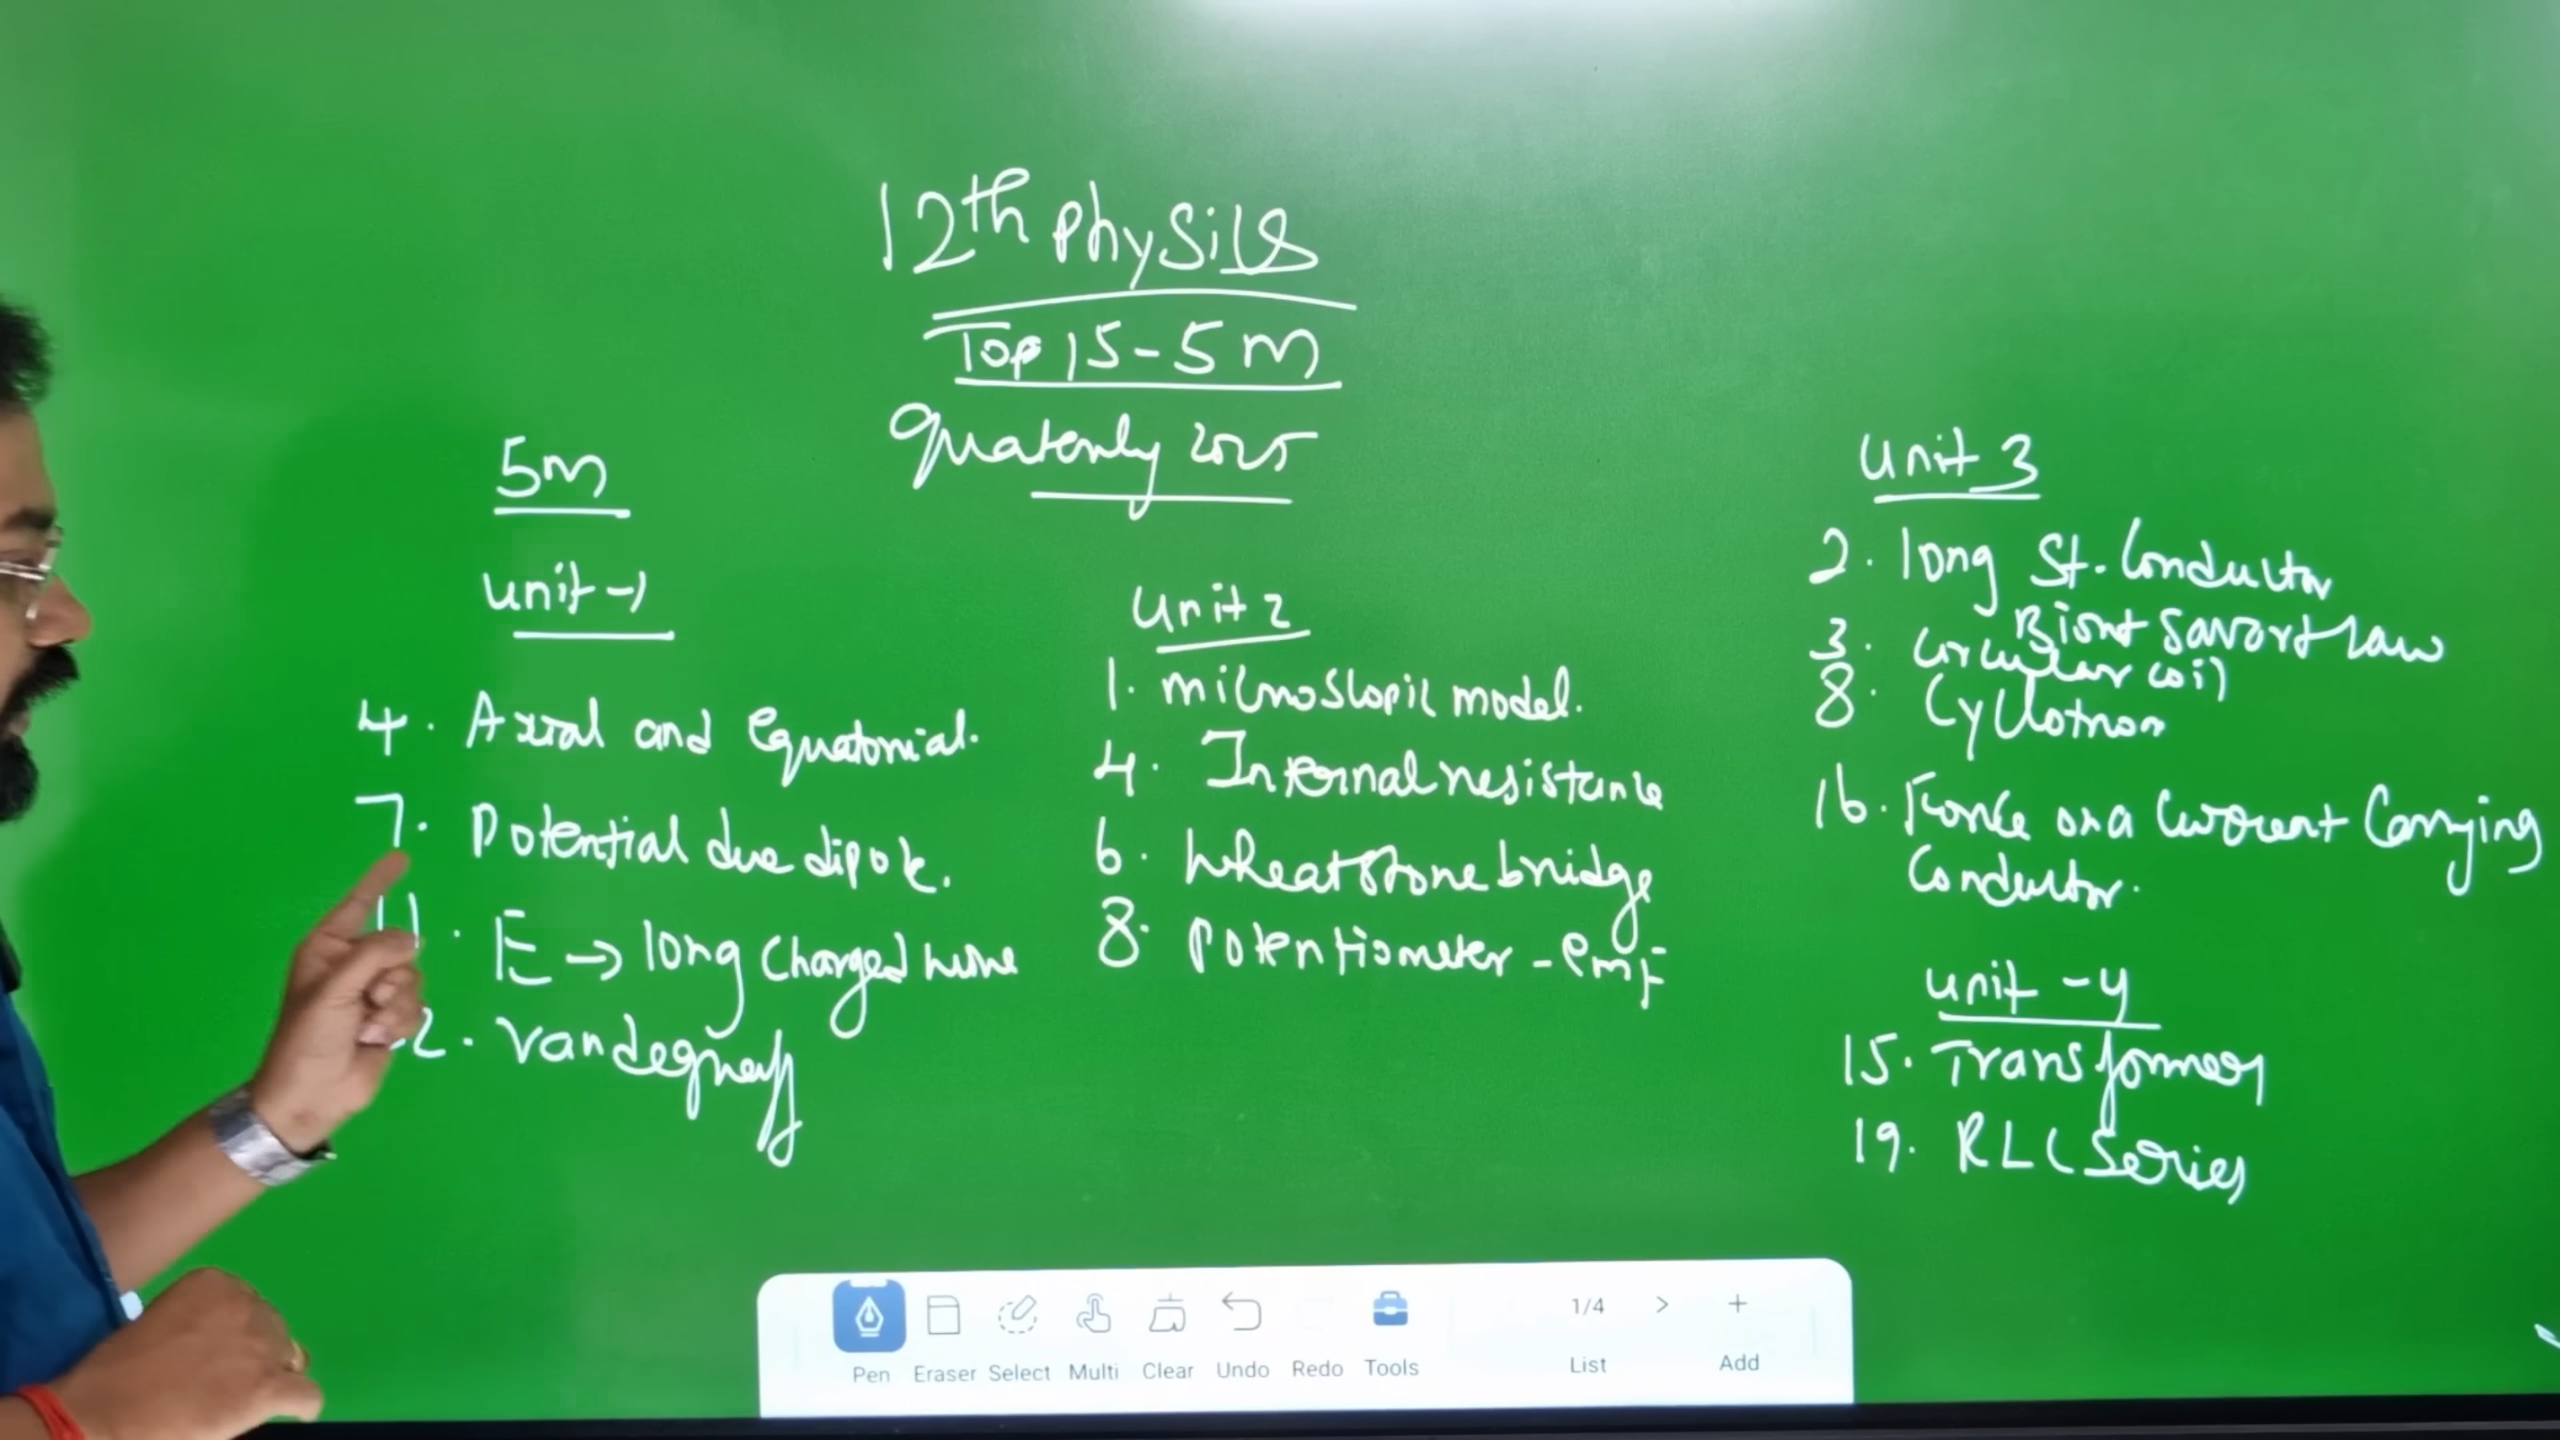 12th Physics
Top 15 - 5 m
Quaterly 2025
5m
unit -1
4. Axial and Equatorial.
7. Potential due dipole.
11. E → long charged wire
2. Vandegraff
unit 2
1. microscopic model.
4. Internal resistance
6. Wheatstone bridge
8. Potentiometer - emf
unit 3
2. long St. Conductor
Biont Savart law
3. circular coil
8. Cyclotron
16. Force on a Current Carrying
Conductor.
unit - 4
15. Transformer
19. RLC Series
1/4 > +
Pen Eraser Select Multi Clear Undo Redo Tools List Add